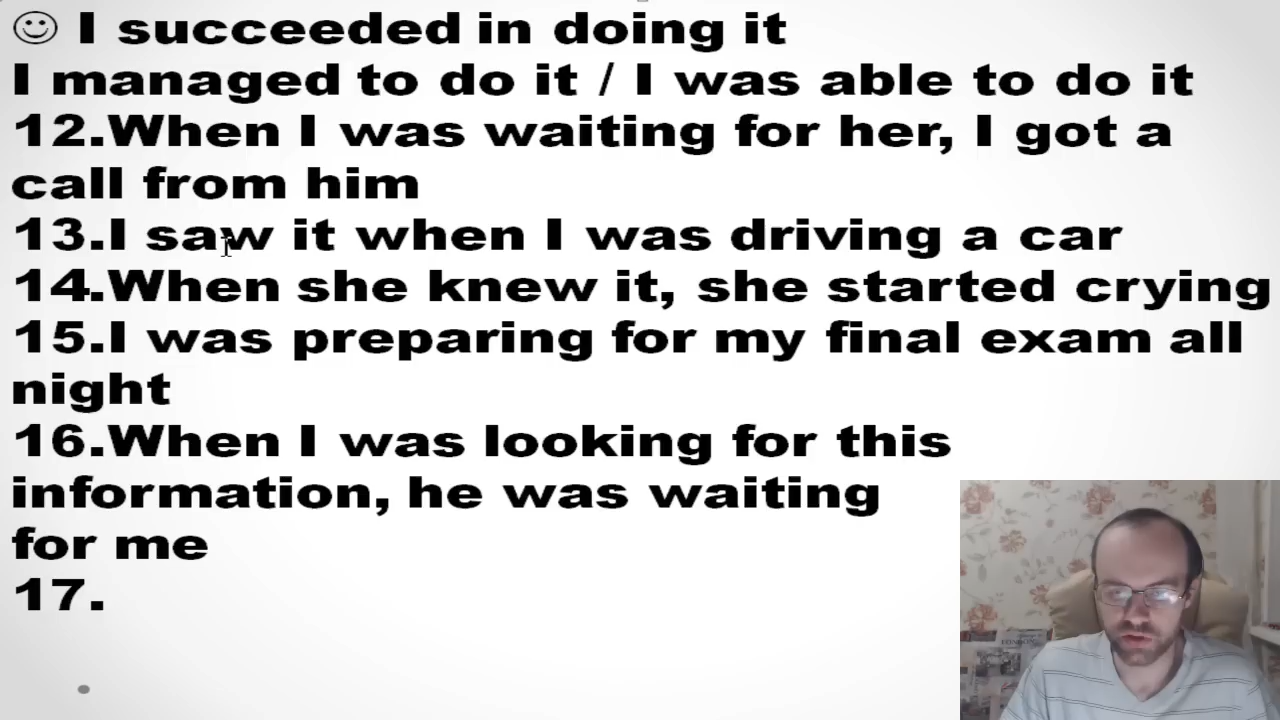 ☺ I succeeded in doing it
I managed to do it / I was able to do it
12.When I was waiting for her, I got a
call from him
13.I saw it when I was driving a car
14.When she knew it, she started crying
15.I was preparing for my final exam all
night
16.When I was looking for this
information, he was waiting
for me
17.